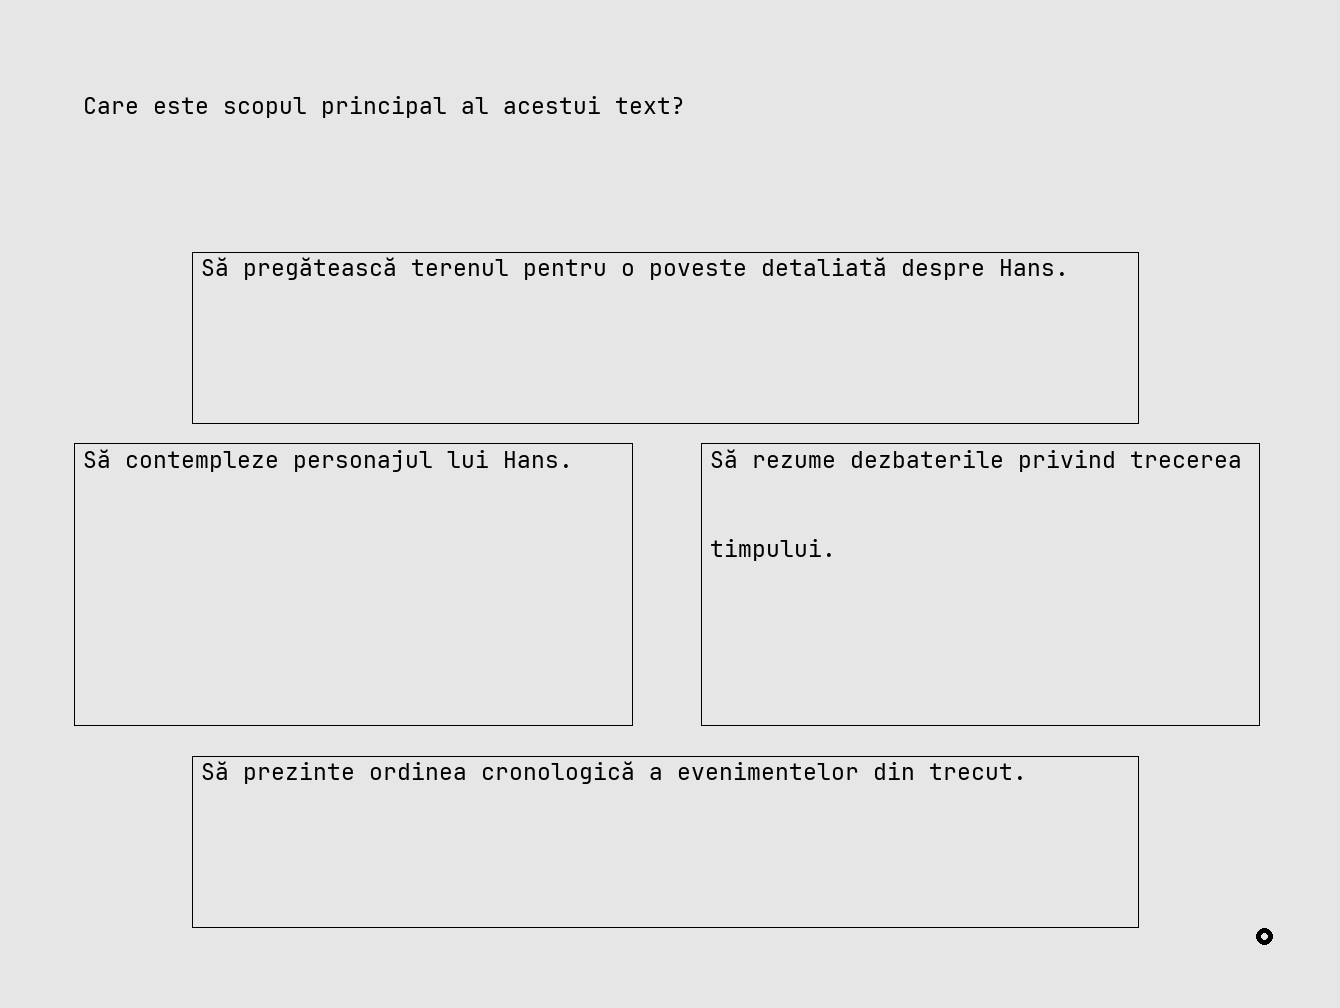 Care este scopul principal al acestui text?
Să pregătească terenul pentru o poveste detaliată despre Hans.
Să contempleze personajul lui Hans.
Să rezume dezbaterile privind trecerea
timpului.
Să prezinte ordinea cronologică a evenimentelor din trecut.